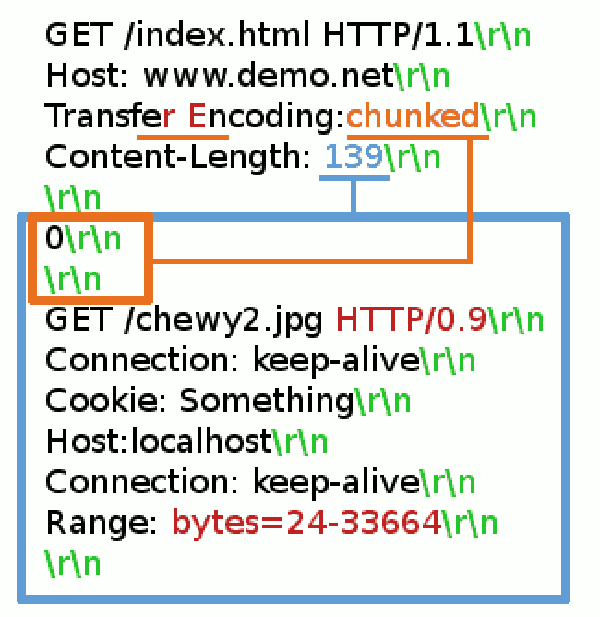 GET /index.html HTTP/1.1\r\n
Host: www.demo.net\r\n
Transfer Encoding:chunked\r\n
Content-Length: 139\r\n
\r\n
0\r\n
\r\n
GET /chewy2.jpg HTTP/0.9\r\n
Connection: keep-alive\r\n
Cookie: Something\r\n
Host:localhost\r\n
Connection: keep-alive\r\n
Range: bytes=24-33664\r\n
\r\n